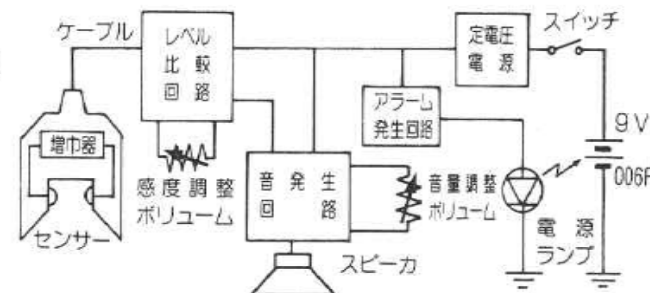 ケーブル
レベル
比較
回路
定電圧
電源
スイッチ
アラーム
発生回路
9V
006P
増巾器
センサー
感度調整
ボリューム
音発生
回路
音量調整
ボリューム
スピーカ
電源
ランプ